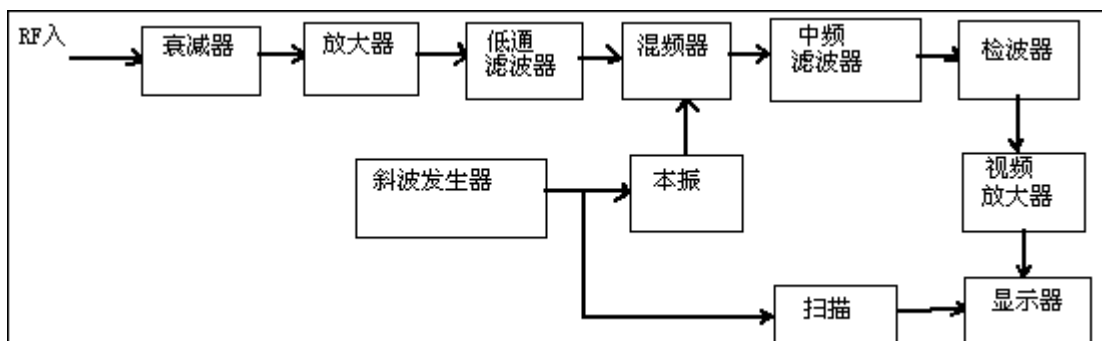 RF入
衰减器
放大器
低通
滤波器
混频器
中频
滤波器
检波器
斜波发生器
本振
视频
放大器
扫描
显示器